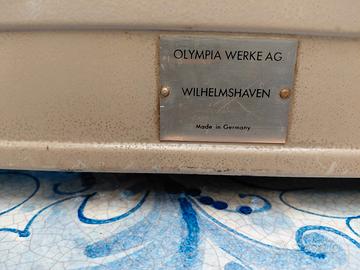 OLYMPIA WERKE AG
WILHELMSHAVEN
Made in Germany